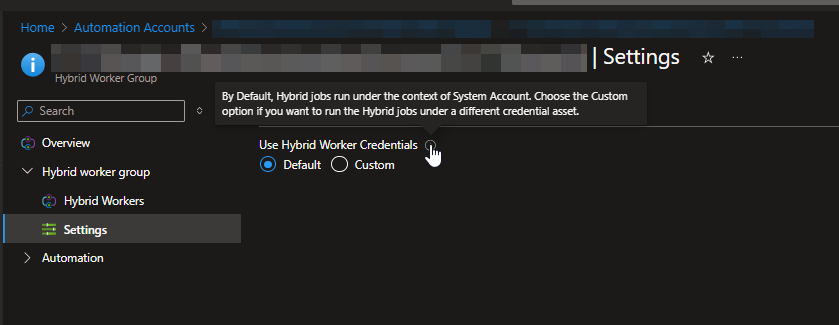 Home > Automation Accounts >
| Settings
Hybrid Worker Group
Search
By Default, Hybrid jobs run under the context of System Account. Choose the Custom
option if you want to run the Hybrid jobs under a different credential asset.
Overview
Use Hybrid Worker Credentials
Default Custom
Hybrid worker group
Hybrid Workers
Settings
Automation